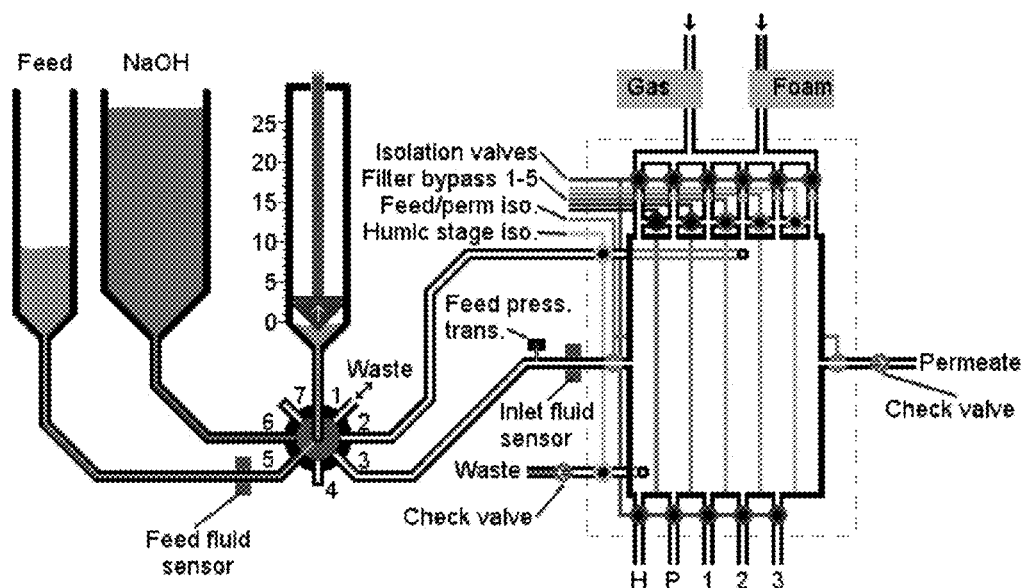 Feed
NaOH
Gas
Foam
25
20
15
10
5
0
Isolation valves
Filter bypass 1-5
Feed/perm iso.
Humic stage iso.
Feed press.
trans.
Waste
7
1
6
2
5
3
4
Inlet fluid
sensor
Permeate
Check valve
Waste
Check valve
Feed fluid
sensor
H P 1 2 3